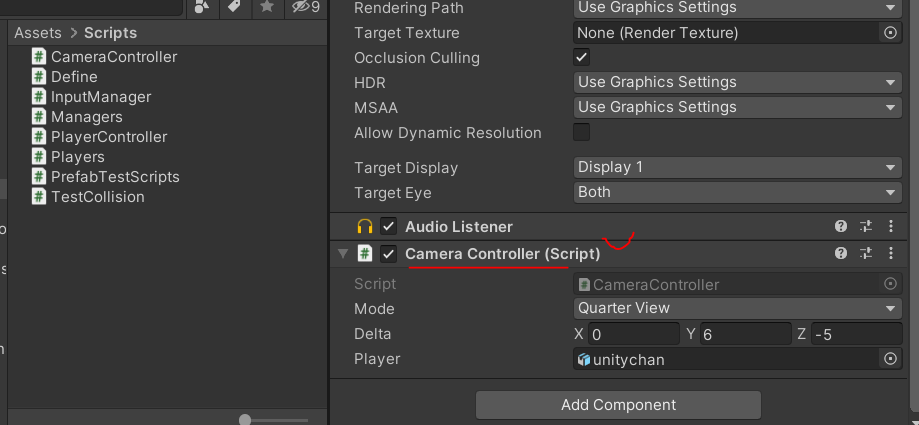 9
Assets > Scripts
CameraController
Define
InputManager
Managers
PlayerController
Players
PrefabTestScripts
TestCollision
Rendering Path Use Graphics Settings
Target Texture None (Render Texture)
Occlusion Culling
HDR Use Graphics Settings
MSAA Use Graphics Settings
Allow Dynamic Resolution
Target Display Display 1
Target Eye Both
Audio Listener
# Camera Controller (Script)
Script # CameraController
Mode Quarter View
Delta X 0 Y 6 Z -5
Player unitychan
Add Component